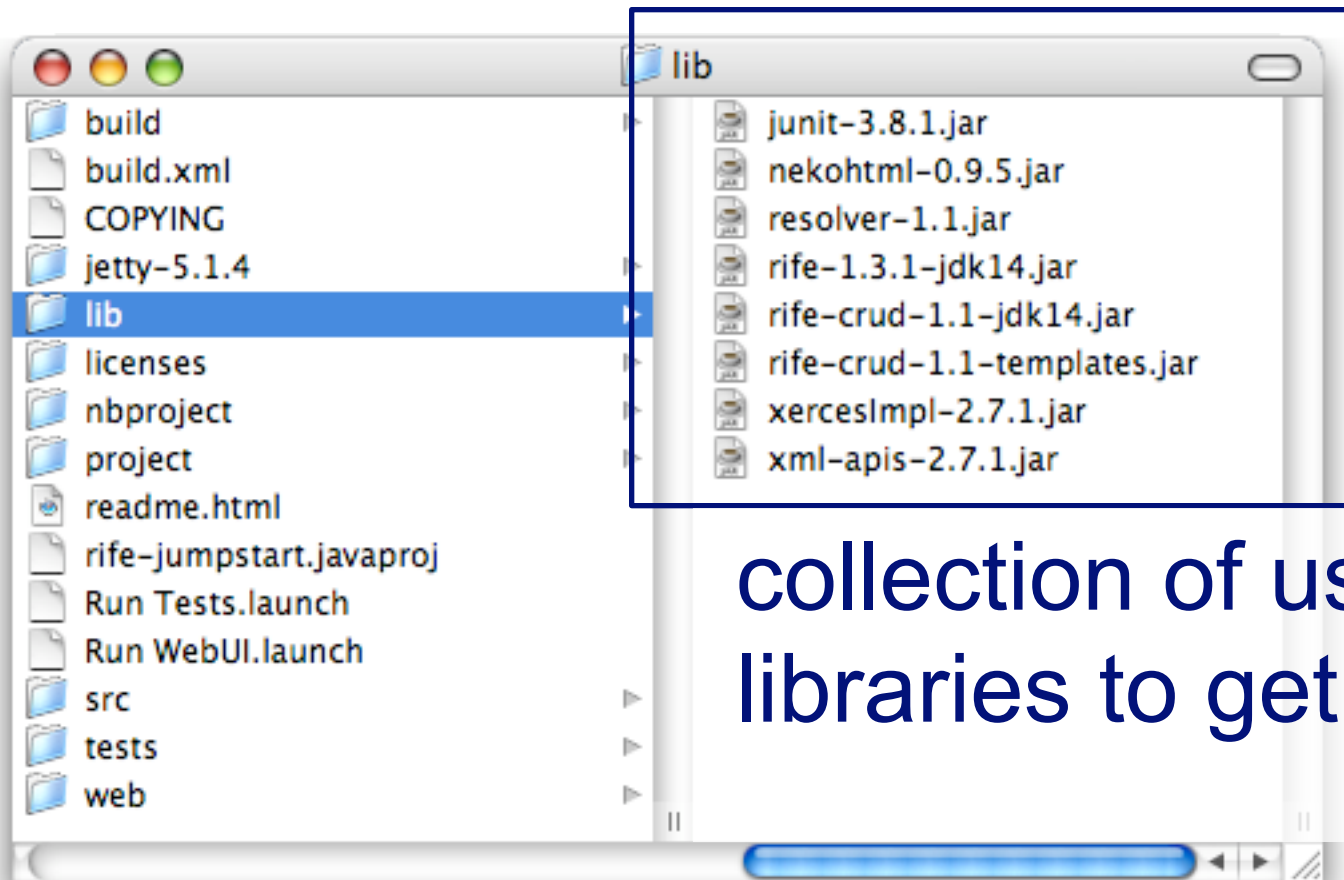 lib
build
build.xml
COPYING
jetty-5.1.4
lib
licenses
nbproject
project
readme.html
rife-jumpstart.javaproj
Run Tests.launch
Run WebUI.launch
src
tests
web
junit-3.8.1.jar
nekohtml-0.9.5.jar
resolver-1.1.jar
rife-1.3.1-jdk14.jar
rife-crud-1.1-jdk14.jar
rife-crud-1.1-templates.jar
xercesImpl-2.7.1.jar
xml-apis-2.7.1.jar
collection of
libraries to get